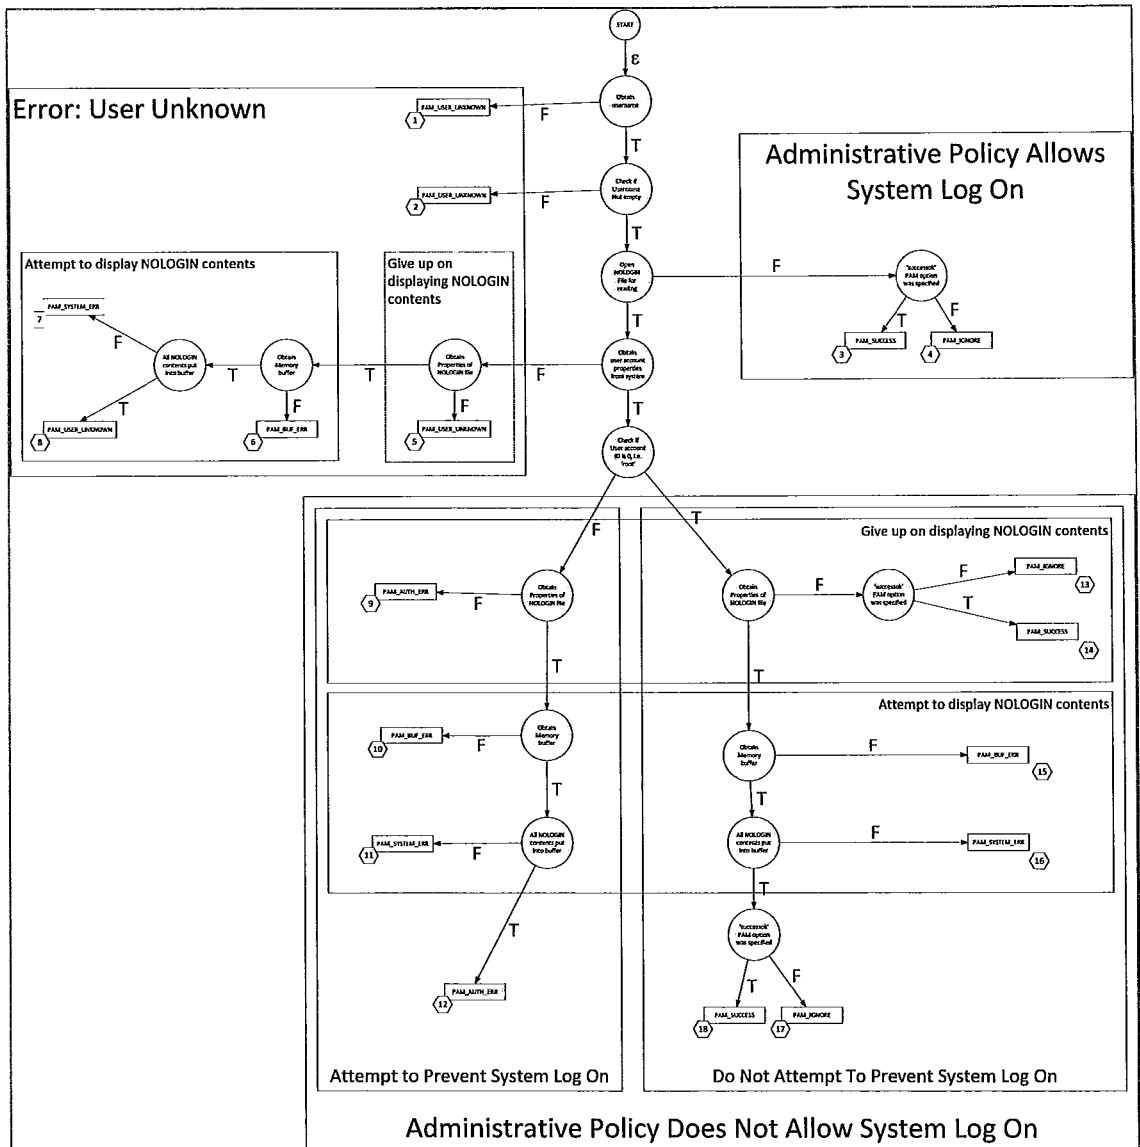 START
ε
Obtain
username
F
PAM_USER_UNKNOWN
1
Error: User Unknown
T
Administrative Policy Allows
System Log On
Check if
Username
Not empty
F
PAM_USER_UNKNOWN
2
T
Open
NOLOGIN
File for
reading
F
"successok"
PAM option
was specified
T
F
PAM_SUCCESS
3
PAM_IGNORE
4
T
Attempt to display NOLOGIN contents
Give up on
displaying NOLOGIN
contents
PAM_SYSTEM_ERR
7
F
All NOLOGIN
contents put
into buffer
T
Obtain
Memory
buffer
T
Obtain
Properties of
NOLOGIN file
F
Obtain
user account
properties
from system
T
F
F
T
PAM_USER_UNKNOWN
8
PAM_BUF_ERR
6
PAM_USER_UNKNOWN
5
Check if
User account
ID is 0, i.e.
'root'
F
T
Give up on displaying NOLOGIN contents
PAM_AUTH_ERR
9
F
Obtain
Properties of
NOLOGIN file
Obtain
Properties of
NOLOGIN file
F
"successok"
PAM option
was specified
F
PAM_IGNORE
13
T
PAM_SUCCESS
14
T
T
Attempt to display NOLOGIN contents
PAM_BUF_ERR
10
F
Obtain
Memory
buffer
Obtain
Memory
buffer
F
PAM_BUF_ERR
15
T
T
PAM_SYSTEM_ERR
11
F
All NOLOGIN
contents put
into buffer
All NOLOGIN
contents put
into buffer
F
PAM_SYSTEM_ERR
16
T
T
"successok"
PAM option
was specified
T
F
PAM_AUTH_ERR
12
PAM_SUCCESS
18
PAM_IGNORE
17
Attempt to Prevent System Log On
Do Not Attempt To Prevent System Log On
Administrative Policy Does Not Allow System Log On